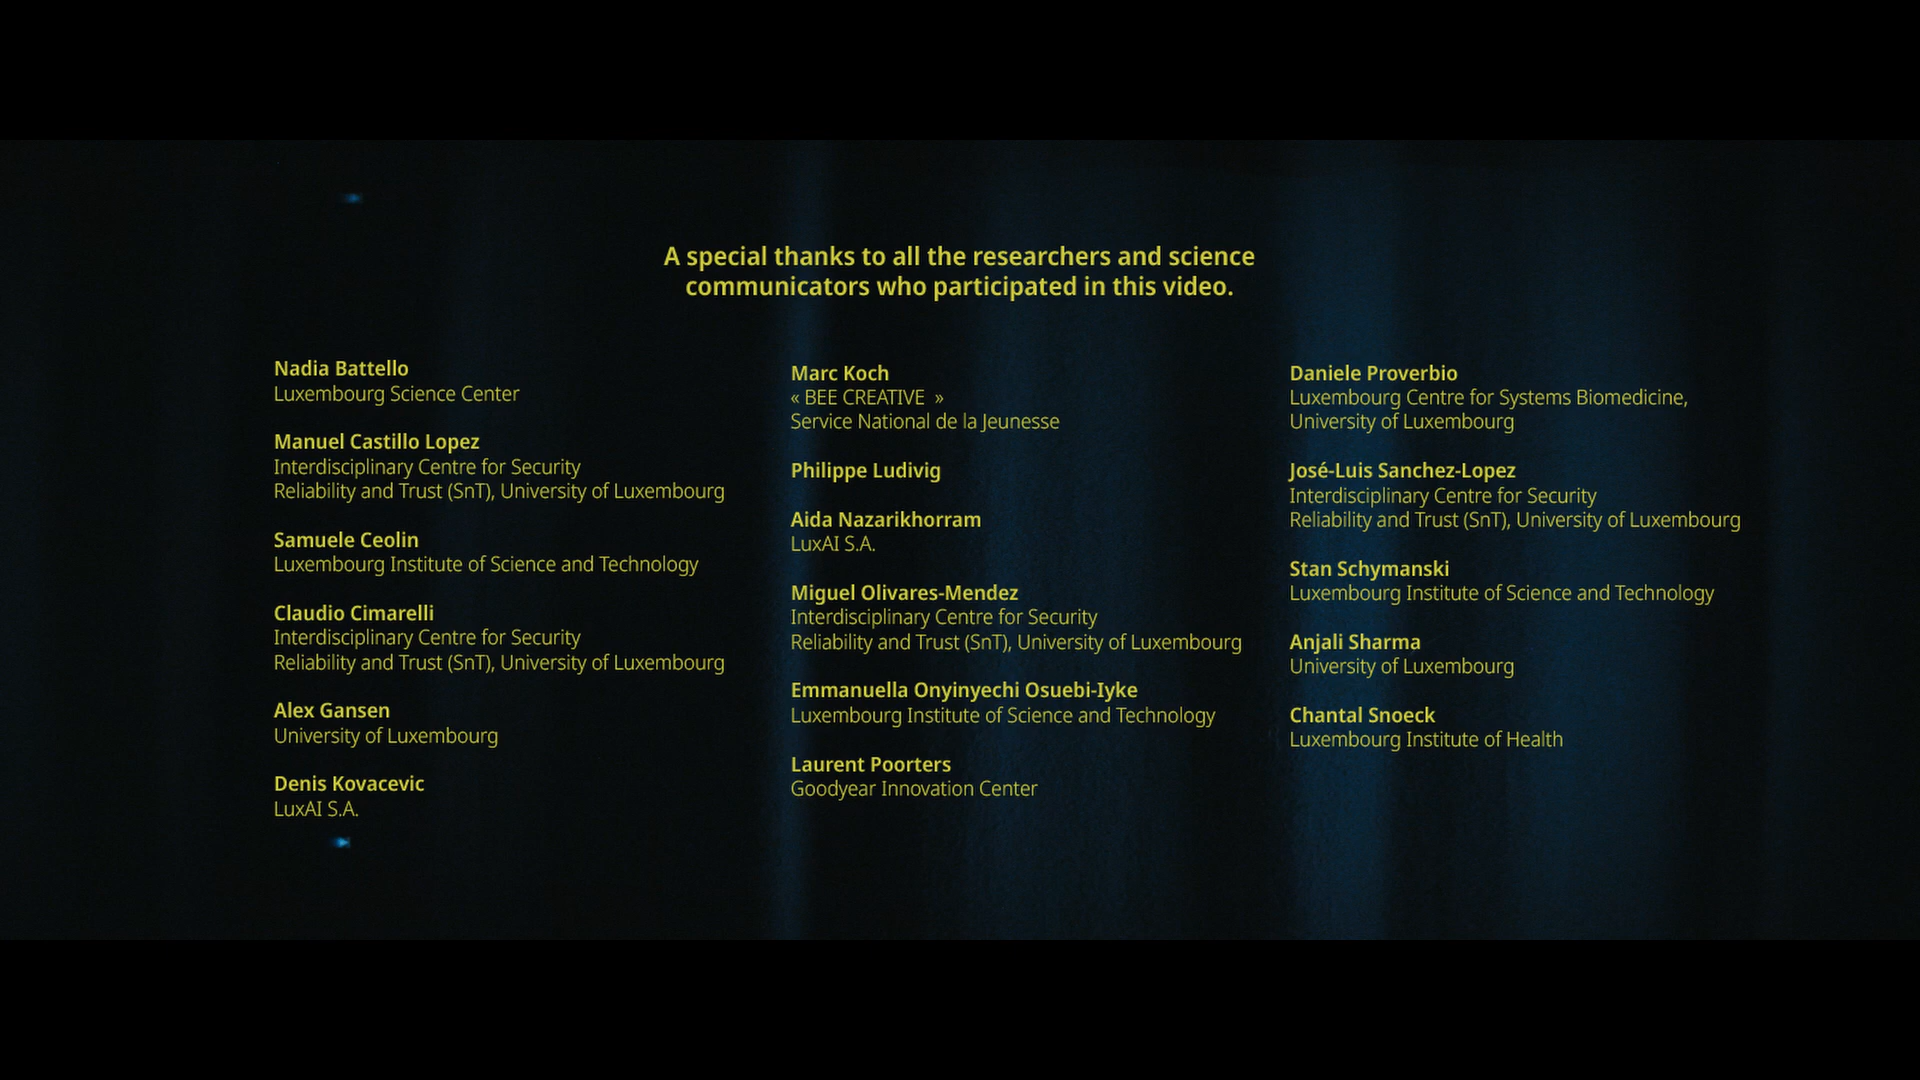 A special thanks to all the researchers and science
communicators who participated in this video.
Nadia Battello
Luxembourg Science Center
Manuel Castillo Lopez
Interdisciplinary Centre for Security
Reliability and Trust (SnT), University of Luxembourg
Samuele Ceolin
Luxembourg Institute of Science and Technology
Claudio Cimarelli
Interdisciplinary Centre for Security
Reliability and Trust (SnT), University of Luxembourg
Alex Gansen
University of Luxembourg
Denis Kovacevic
LuxAI S.A.
Marc Koch
« BEE CREATIVE »
Service National de la Jeunesse
Philippe Ludivig
Aida Nazarikhorram
LuxAI S.A.
Miguel Olivares-Mendez
Interdisciplinary Centre for Security
Reliability and Trust (SnT), University of Luxembourg
Emmanuella Onyinyechi Osuebi-Iyke
Luxembourg Institute of Science and Technology
Laurent Poorters
Goodyear Innovation Center
Daniele Proverbio
Luxembourg Centre for Systems Biomedicine,
University of Luxembourg
José-Luis Sanchez-Lopez
Interdisciplinary Centre for Security
Reliability and Trust (SnT), University of Luxembourg
Stan Schymanski
Luxembourg Institute of Science and Technology
Anjali Sharma
University of Luxembourg
Chantal Snoeck
Luxembourg Institute of Health